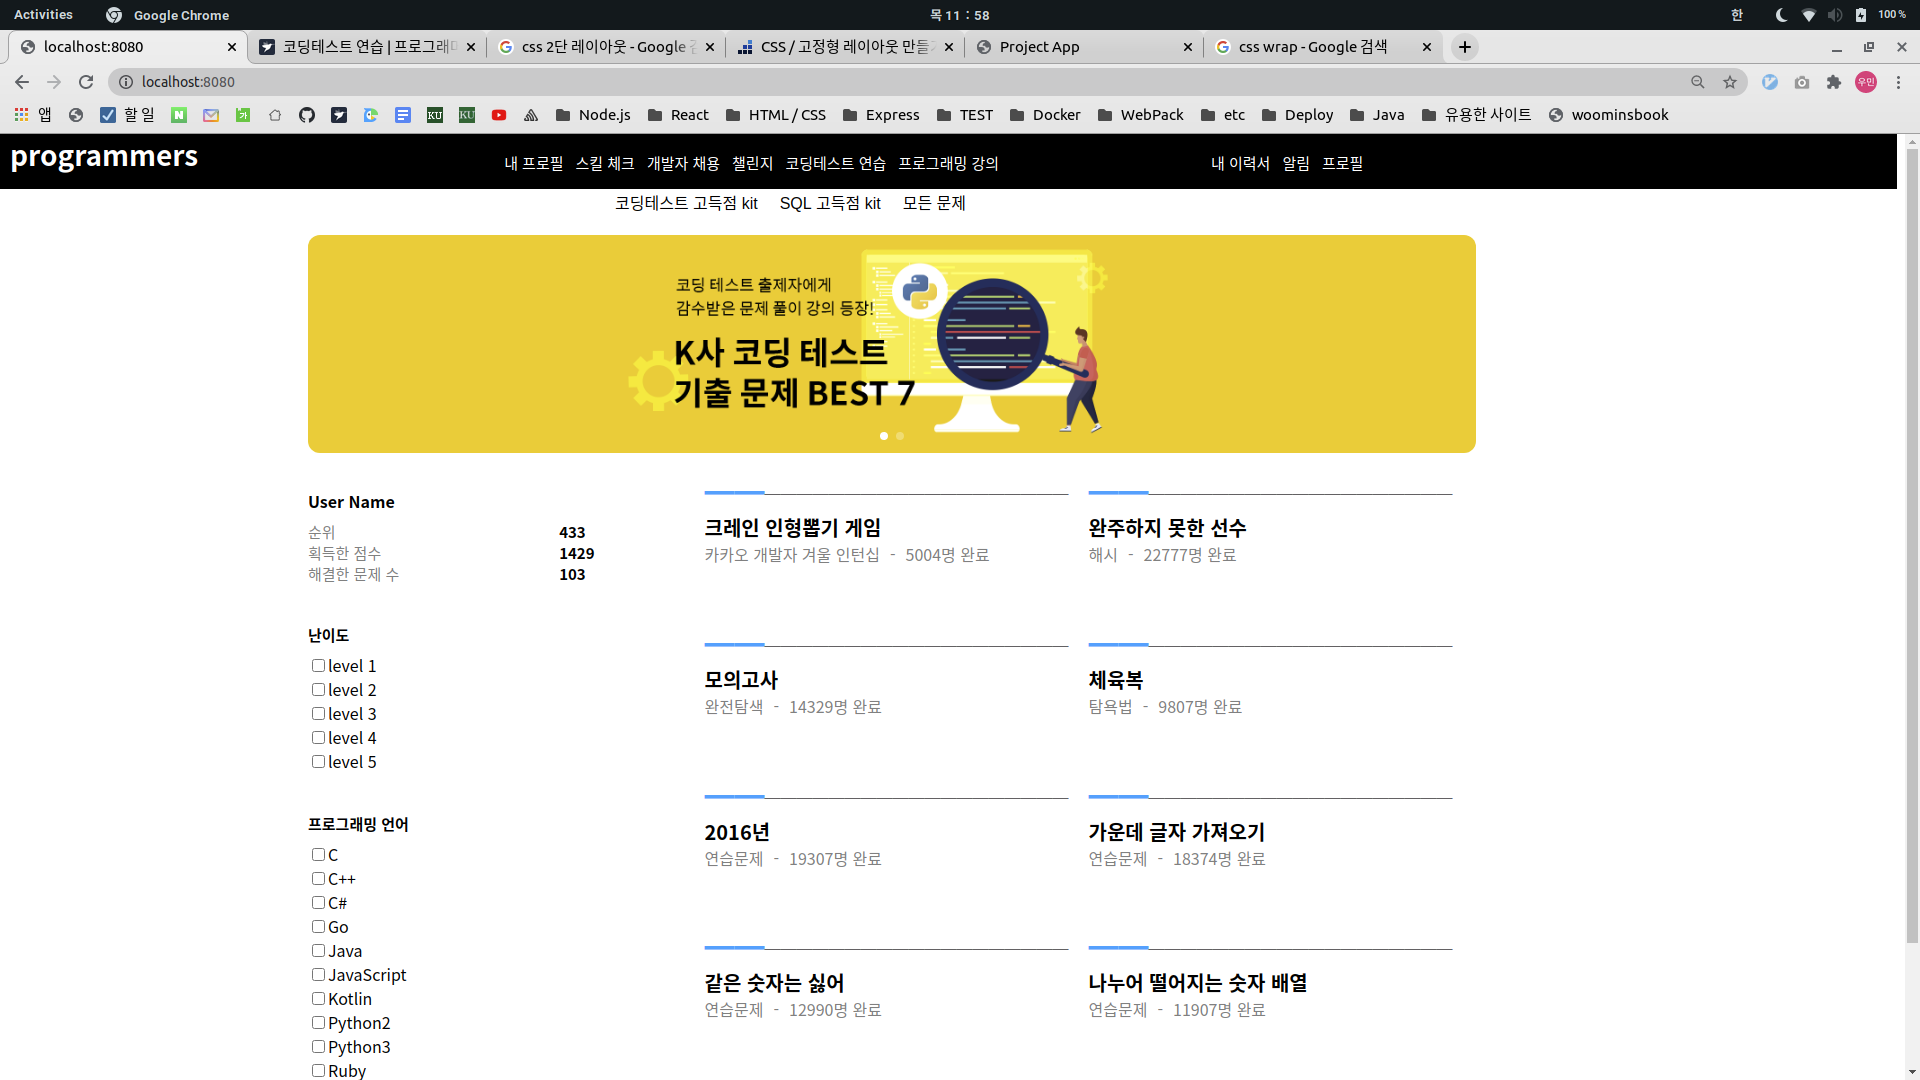 Activities
Google Chrome
목 11 : 58
한
100 %
localhost:8080
코딩테스트 연습 | 프로그래머
css 2단 레이아웃 - Google 검
CSS / 고정형 레이아웃 만들기
Project App
css wrap - Google 검색
localhost:8080
우민
앱
할 일
KU
KU
Node.js
React
HTML / CSS
Express
TEST
Docker
WebPack
etc
Deploy
Java
유용한 사이트
woominsbook
programmers
내 프로필 스킬 체크 개발자 채용 챌린지 코딩테스트 연습 프로그래밍 강의
내 이력서 알림 프로필
코딩테스트 고득점 kit SQL 고득점 kit 모든 문제
코딩 테스트 출제자에게
감수받은 문제 풀이 강의 등장!
K사 코딩 테스트
기출 문제 BEST 7
User Name
순위 433
획득한 점수 1429
해결한 문제 수 103
난이도
level 1
level 2
level 3
level 4
level 5
프로그래밍 언어
C
C++
C#
Go
Java
JavaScript
Kotlin
Python2
Python3
Ruby
크레인 인형뽑기 게임
카카오 개발자 겨울 인턴십 - 5004명 완료
완주하지 못한 선수
해시 - 22777명 완료
모의고사
완전탐색 - 14329명 완료
체육복
탐욕법 - 9807명 완료
2016년
연습문제 - 19307명 완료
가운데 글자 가져오기
연습문제 - 18374명 완료
같은 숫자는 싫어
연습문제 - 12990명 완료
나누어 떨어지는 숫자 배열
연습문제 - 11907명 완료